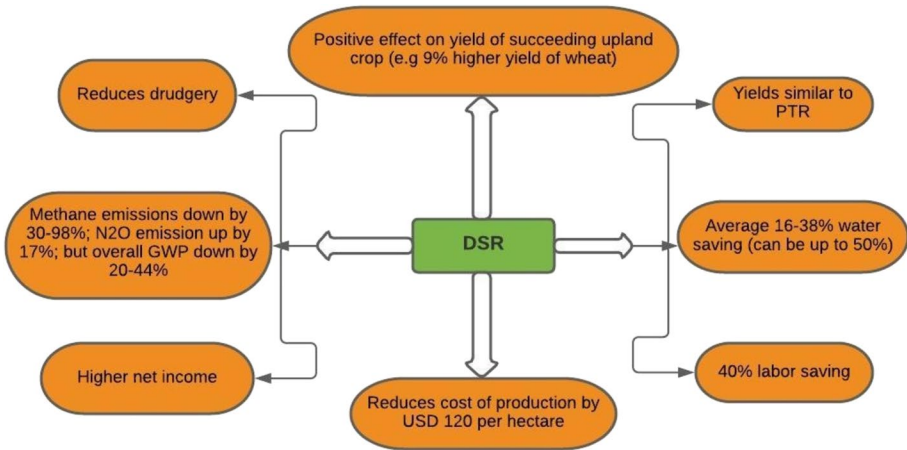 Positive effect on yield of succeeding upland
crop (e.g 9% higher yield of wheat)
Reduces drudgery
Yields similar to
PTR
Methane emissions down by
30-98%; N2O emission up by
17%; but overall GWP down by
20-44%
DSR
Average 16-38% water
saving (can be up to 50%)
Higher net income
40% labor saving
Reduces cost of production by
USD 120 per hectare